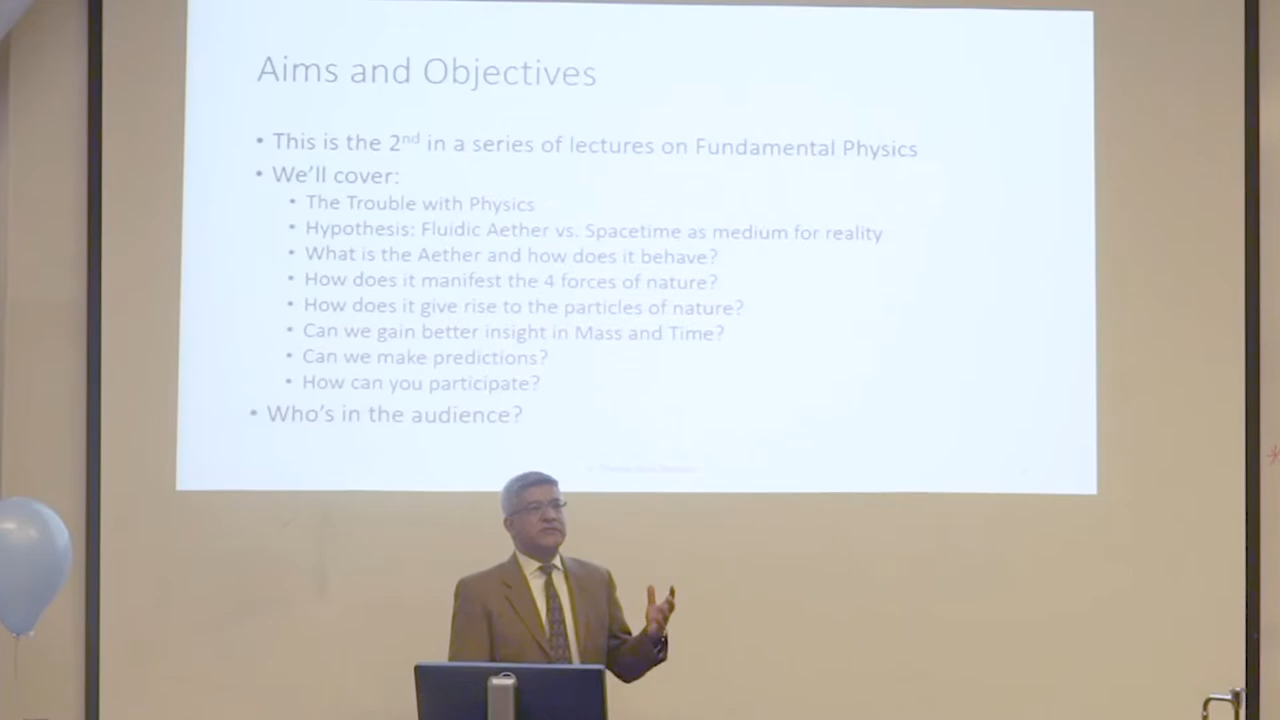 Aims and Objectives
• This is the 2nd in a series of lectures on Fundamental Physics
• We'll cover:
• The Trouble with Physics
• Hypothesis: Fluidic Aether vs. Spacetime as medium for reality
• What is the Aether and how does it behave?
• How does it manifest the 4 forces of nature?
• How does it give rise to the particles of nature?
• Can we gain better insight in Mass and Time?
• Can we make predictions?
• How can you participate?
• Who's in the audience?